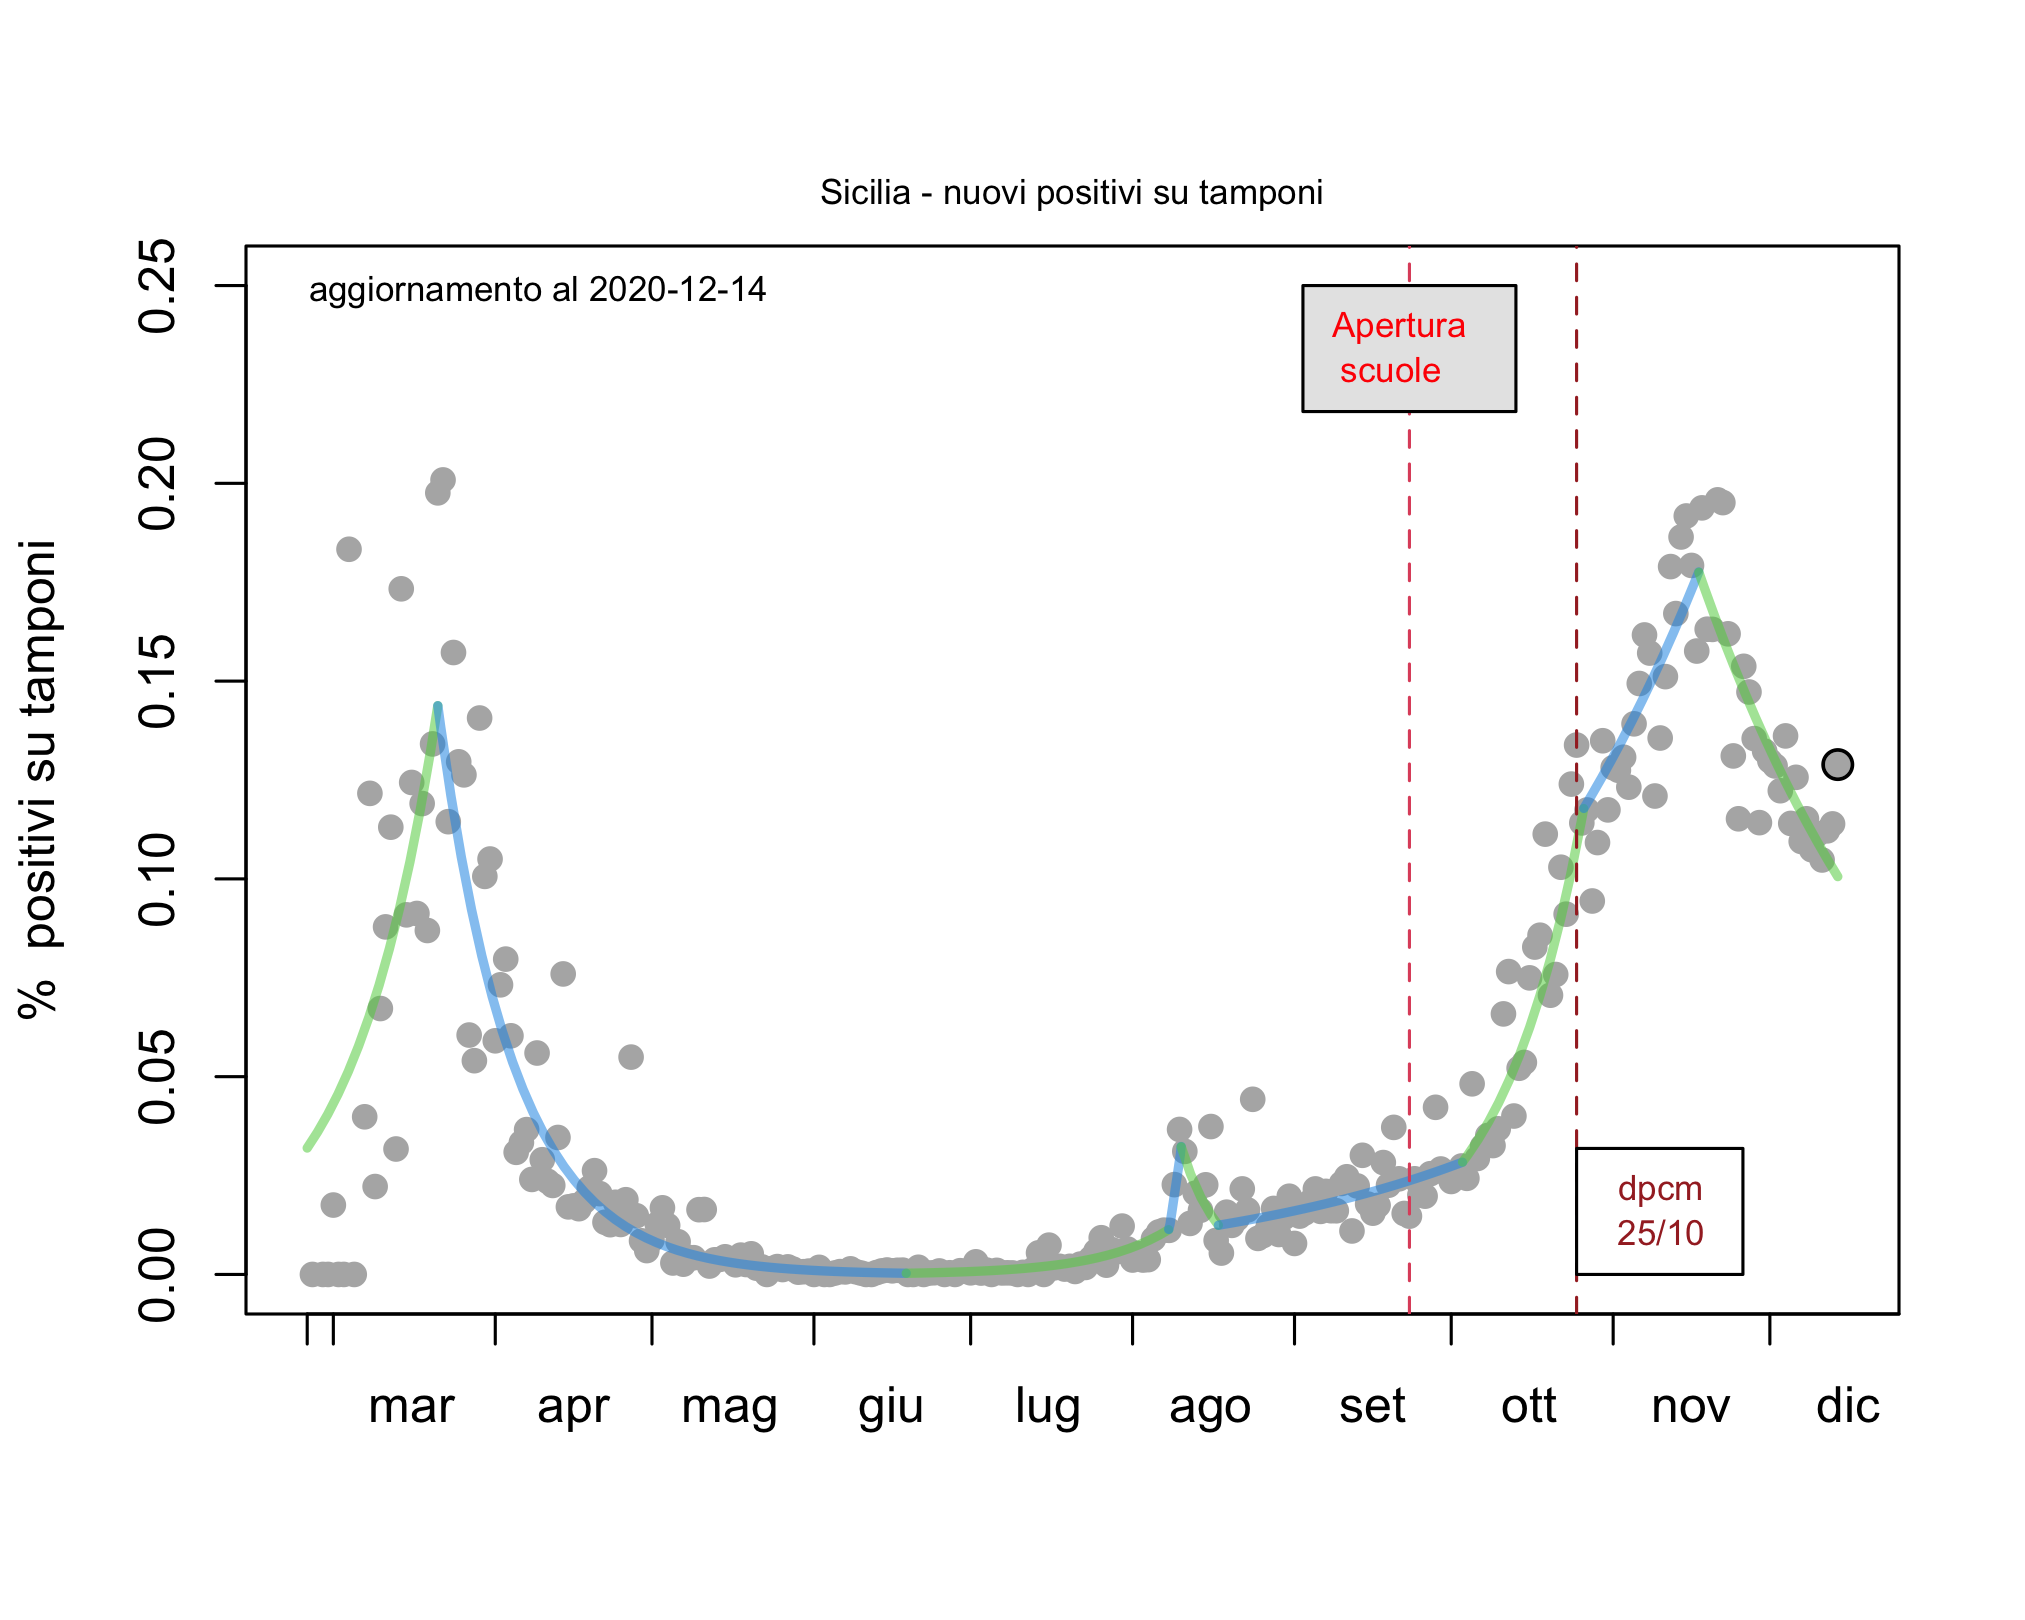 Sicilia - nuovi positivi su tamponi
aggiornamento al 2020-12-14
Apertura
scuole
dpcm
25/10
% positivi su tamponi
0.25
0.20
0.15
0.10
0.05
0.00
mar apr mag giu lug ago set ott nov dic